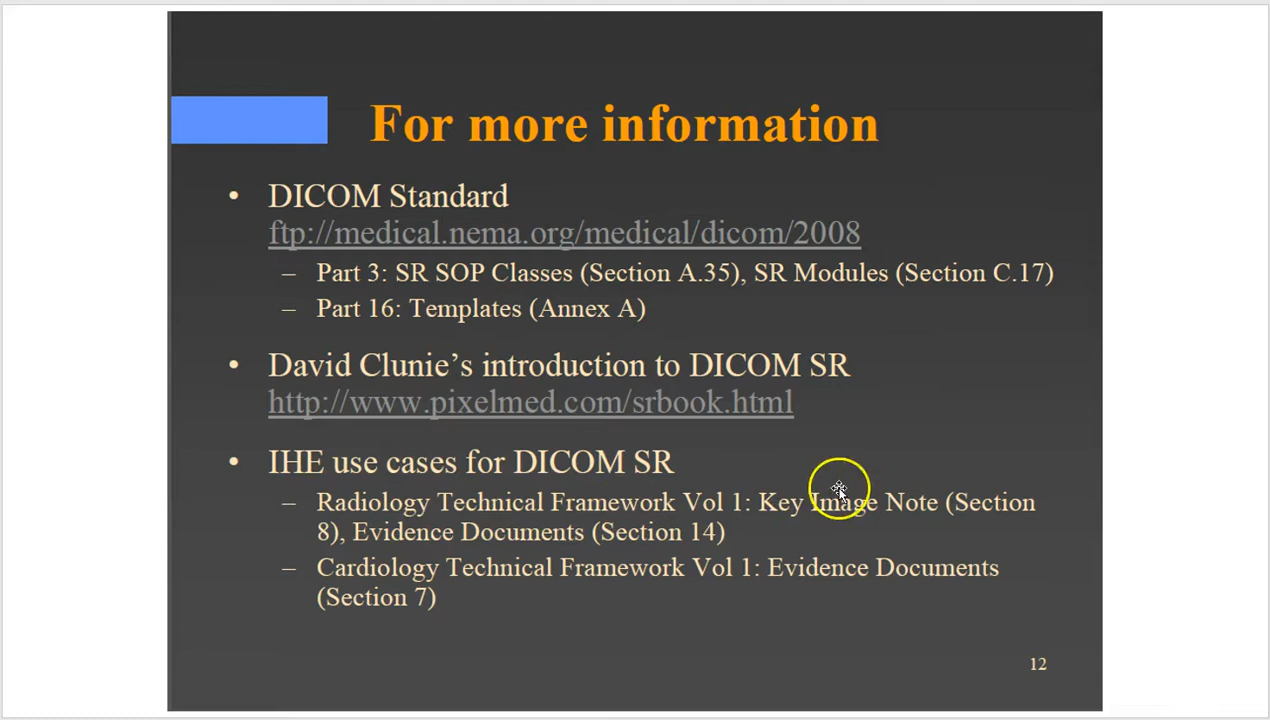 For more information
• DICOM Standard
ftp://medical.nema.org/medical/dicom/2008
– Part 3: SR SOP Classes (Section A.35), SR Modules (Section C.17)
– Part 16: Templates (Annex A)
• David Clunie’s introduction to DICOM SR
http://www.pixelmed.com/srbook.html
• IHE use cases for DICOM SR
– Radiology Technical Framework Vol 1: Key Image Note (Section
8), Evidence Documents (Section 14)
– Cardiology Technical Framework Vol 1: Evidence Documents
(Section 7)
12